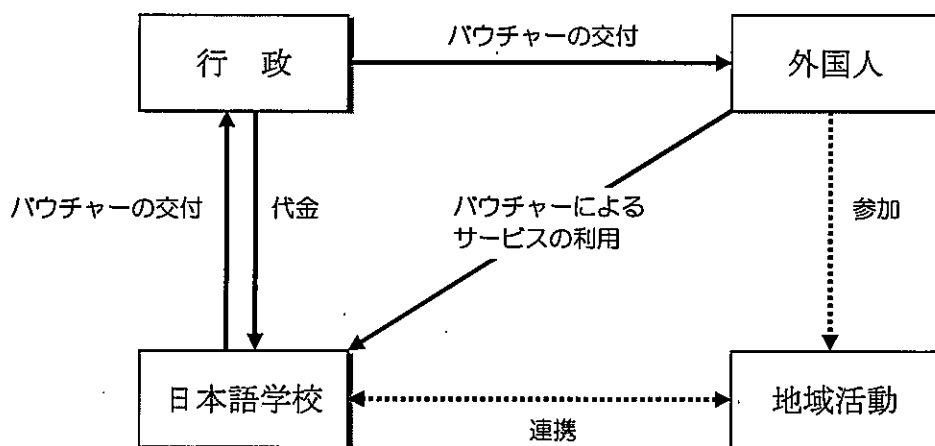 バウチャーの交付
行 政
外国人
バウチャーの交付
代金
バウチャーによる
サービスの利用
参加
日本語学校
地域活動
連携